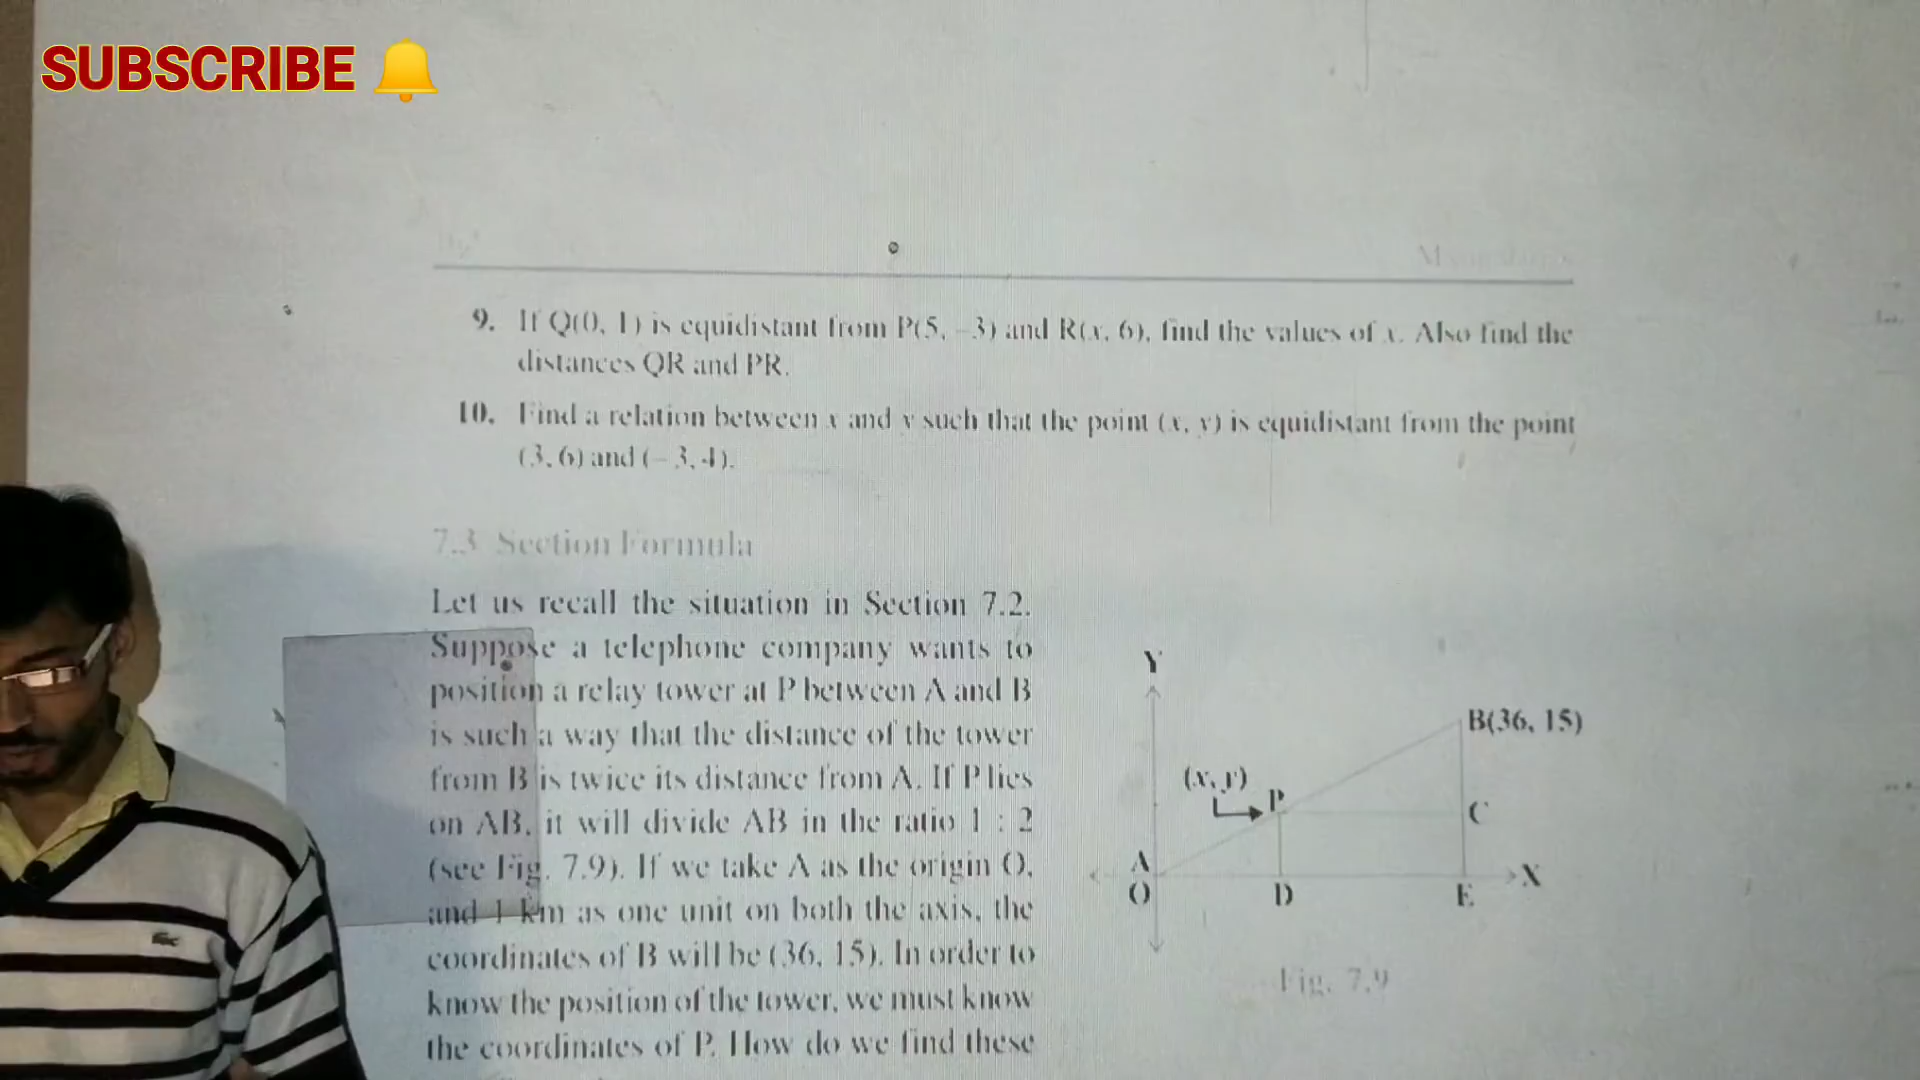 SUBSCRIBE
9. If Q(0, 1) is equidistant from P(5, –3) and R(x, 6), find the values of x. Also find the
distances QR and PR.
10. Find a relation between x and y such that the point (x, y) is equidistant from the point
(3, 6) and (– 3, 4).
7.3 Section Formula
Let us recall the situation in Section 7.2.
Suppose a telephone company wants to
position a relay tower at P between A and B
is such a way that the distance of the tower
from B is twice its distance from A. If P lies
on AB, it will divide AB in the ratio 1 : 2
(see Fig. 7.9). If we take A as the origin O,
and 1 km as one unit on both the axis, the
coordinates of B will be (36, 15). In order to
know the position of the tower, we must know
the coordinates of P. How do we find these
Y
B(36, 15)
(x, y)
P
C
A
X
O
D
E
Fig. 7.9